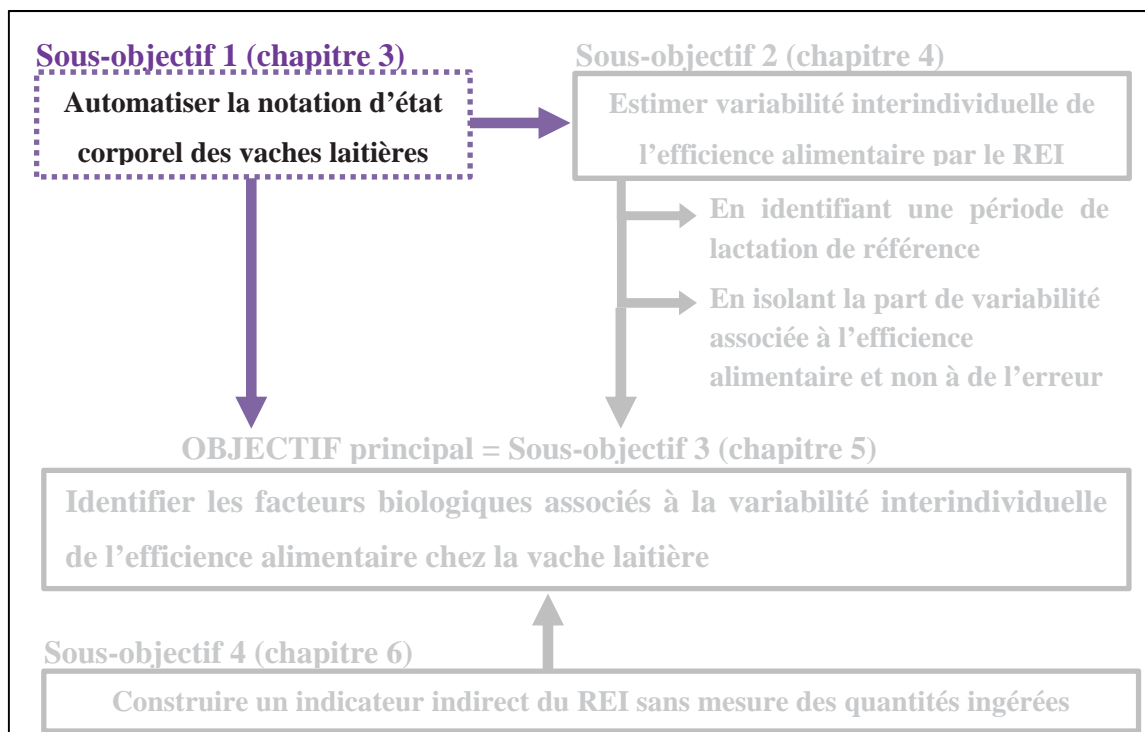 Sous-objectif 1 (chapitre 3)
Automatiser la notation d'état
corporel des vaches laitières
Sous-objectif 2 (chapitre 4)
Estimer variabilité interindividuelle de
l'efficience alimentaire par le REI
En identifiant une période de
lactation de référence
En isolant la part de variabilité
associée à l'efficience
alimentaire et non à de l'erreur
OBJECTIF principal = Sous-objectif 3 (chapitre 5)
Identifier les facteurs biologiques associés à la variabilité interindividuelle
de l'efficience alimentaire chez la vache laitière
Sous-objectif 4 (chapitre 6)
Construire un indicateur indirect du REI sans mesure des quantités ingérées